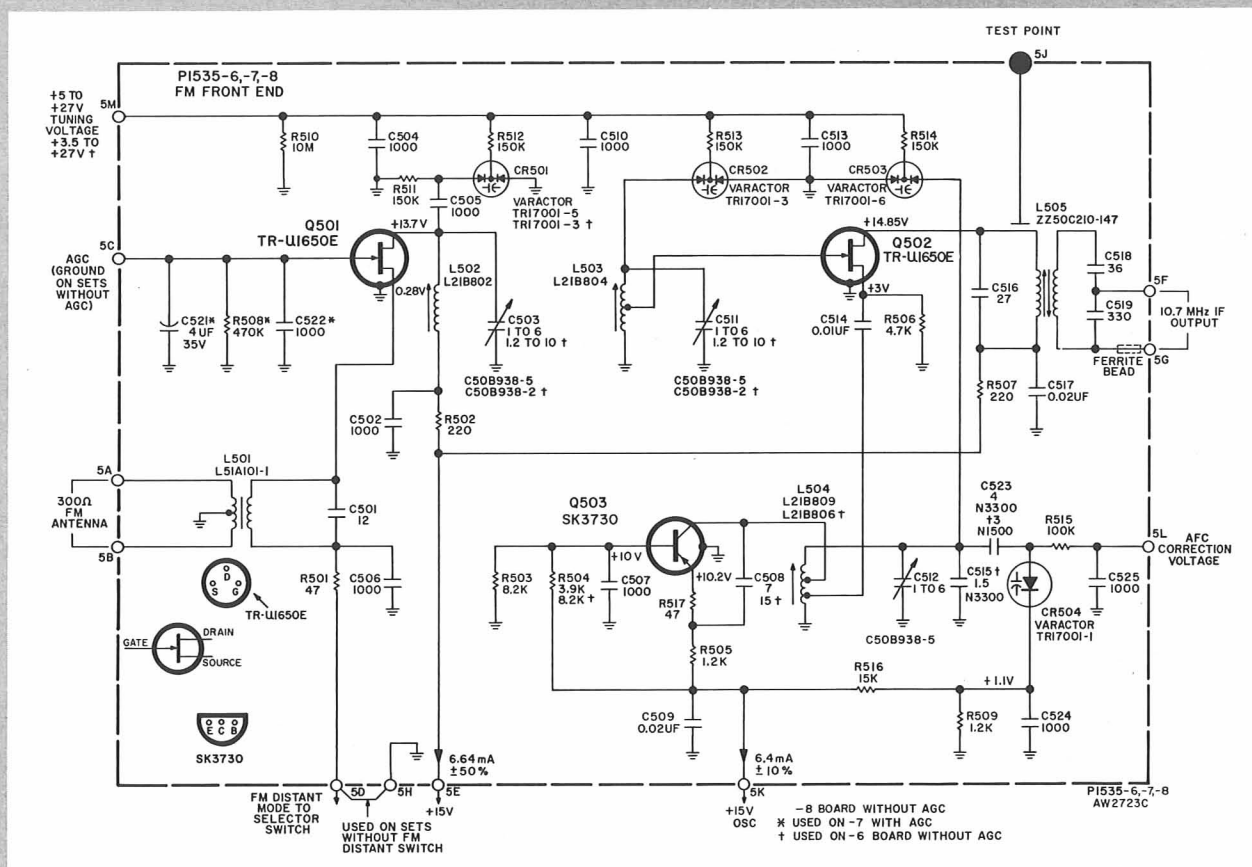 TEST POINT
5J
P1535-6,-7,-8
FM FRONT END
+5 TO
+27V
TUNING
VOLTAGE
+3.5 TO
+27V †
5M
R510
10M
C504
1000
R512
150K
C510
1000
R513
150K
C513
1000
R514
150K
CR501
R511
150K
C505
1000
VARACTOR
TR17001-5
TR17001-3 †
CR502
VARACTOR
TR17001-3
CR503
VARACTOR
TR17001-6
L505
ZZ50C210-147
Q501
TR-U1650E
+13.7V
+14.85V
Q502
TR-U1650E
5C
AGC
(GROUND
ON SETS
WITHOUT
AGC)
0.28V
L502
L21B802
L503
L21B804
+3V
C516
27
C518
36
5F
C521*
4UF
35V
R508*
470K
C522*
1000
C503
1 TO 6
1.2 TO 10 †
C511
1 TO 6
1.2 TO 10 †
C514
0.01UF
R506
4.7K
C519
330
10.7 MHz IF
OUTPUT
5G
FERRITE
BEAD
C50B938-5
C50B938-2 †
C50B938-5
C50B938-2 †
R507
220
C517
0.02UF
C502
1000
R502
220
5A
L501
L51A101-1
300Ω
FM
ANTENNA
5B
C501
12
Q503
SK3730
L504
L21B809
L21B806†
C523
4
N3300
†3
N1500
R515
100K
5L
AFC
CORRECTION
VOLTAGE
+10V
R501
47
C506
1000
R503
8.2K
R504
3.9K
8.2K †
C507
1000
+10.2V
R517
47
C508
7
15†
C512
1 TO 6
C515†
1.5
N3300
C525
1000
D
S G
TR-U1650E
CR504
VARACTOR
TR17001-1
C50B938-5
GATE
DRAIN
SOURCE
R505
1.2K
R516
15K
+1.1V
E C B
SK3730
C509
0.02UF
R509
1.2K
C524
1000
6.64mA
±50%
6.4mA
±10%
5D
5H
5E
5K
FM DISTANT
MODE TO
SELECTOR
SWITCH
USED ON SETS
WITHOUT FM
DISTANT SWITCH
+15V
+15V
OSC
P1535-6,-7,-8
AW2723C
-8 BOARD WITHOUT AGC
* USED ON -7 WITH AGC
† USED ON -6 BOARD WITHOUT AGC